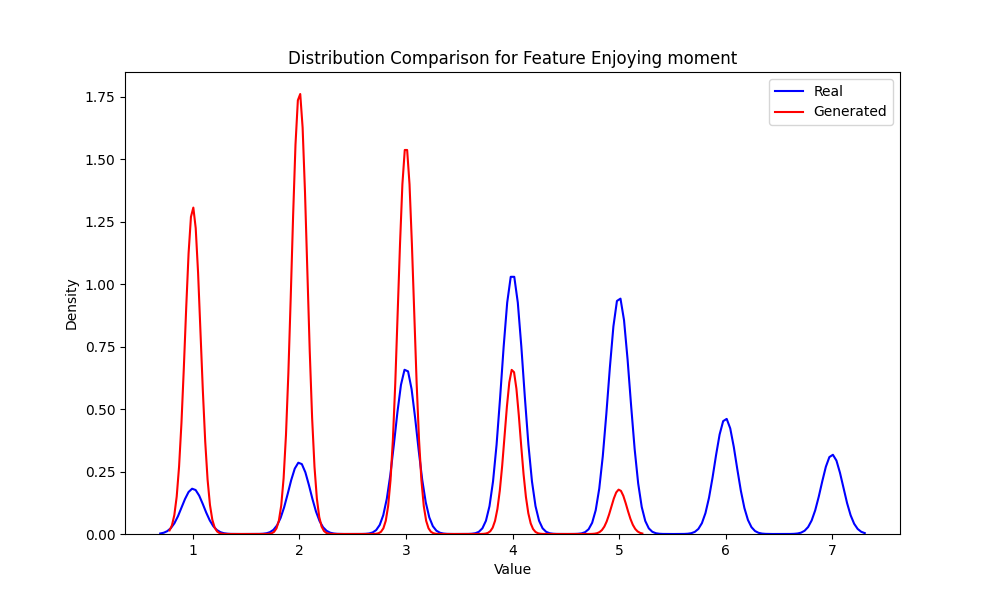 Distribution Comparison for Feature Enjoying moment
Real
Generated
1.75
1.50
1.25
1.00
0.75
0.50
0.25
0.00
Density
1 2 3 4 5 6 7
Value